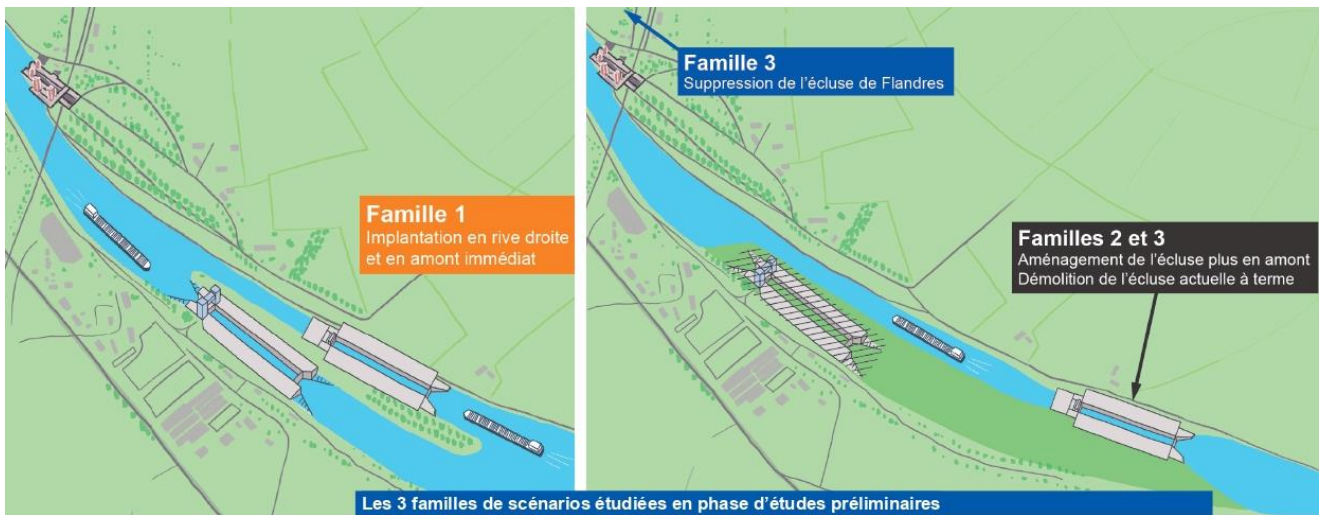 Famille 1
Implantation en rive droite
et en amont immédiat
Famille 3
Suppression de l'écluse de Flandres
Familles 2 et 3
Aménagement de l'écluse plus en amont
Démolition de l'écluse actuelle à terme
Les 3 familles de scénarios étudiées en phase d'études préliminaires